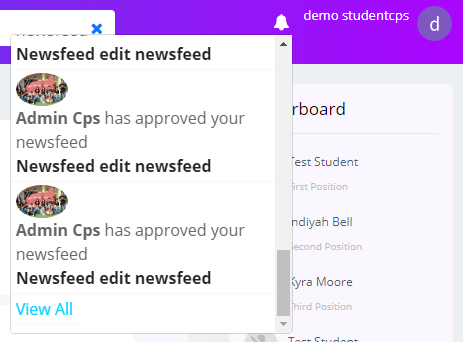 demo studentcps
d
Newsfeed edit newsfeed
Admin Cps has approved your
newsfeed
Newsfeed edit newsfeed
Admin Cps has approved your
newsfeed
Newsfeed edit newsfeed
View All
rboard
Test Student
First Position
ndiyah Bell
Second Position
Kyra Moore
Third Position
Test Student